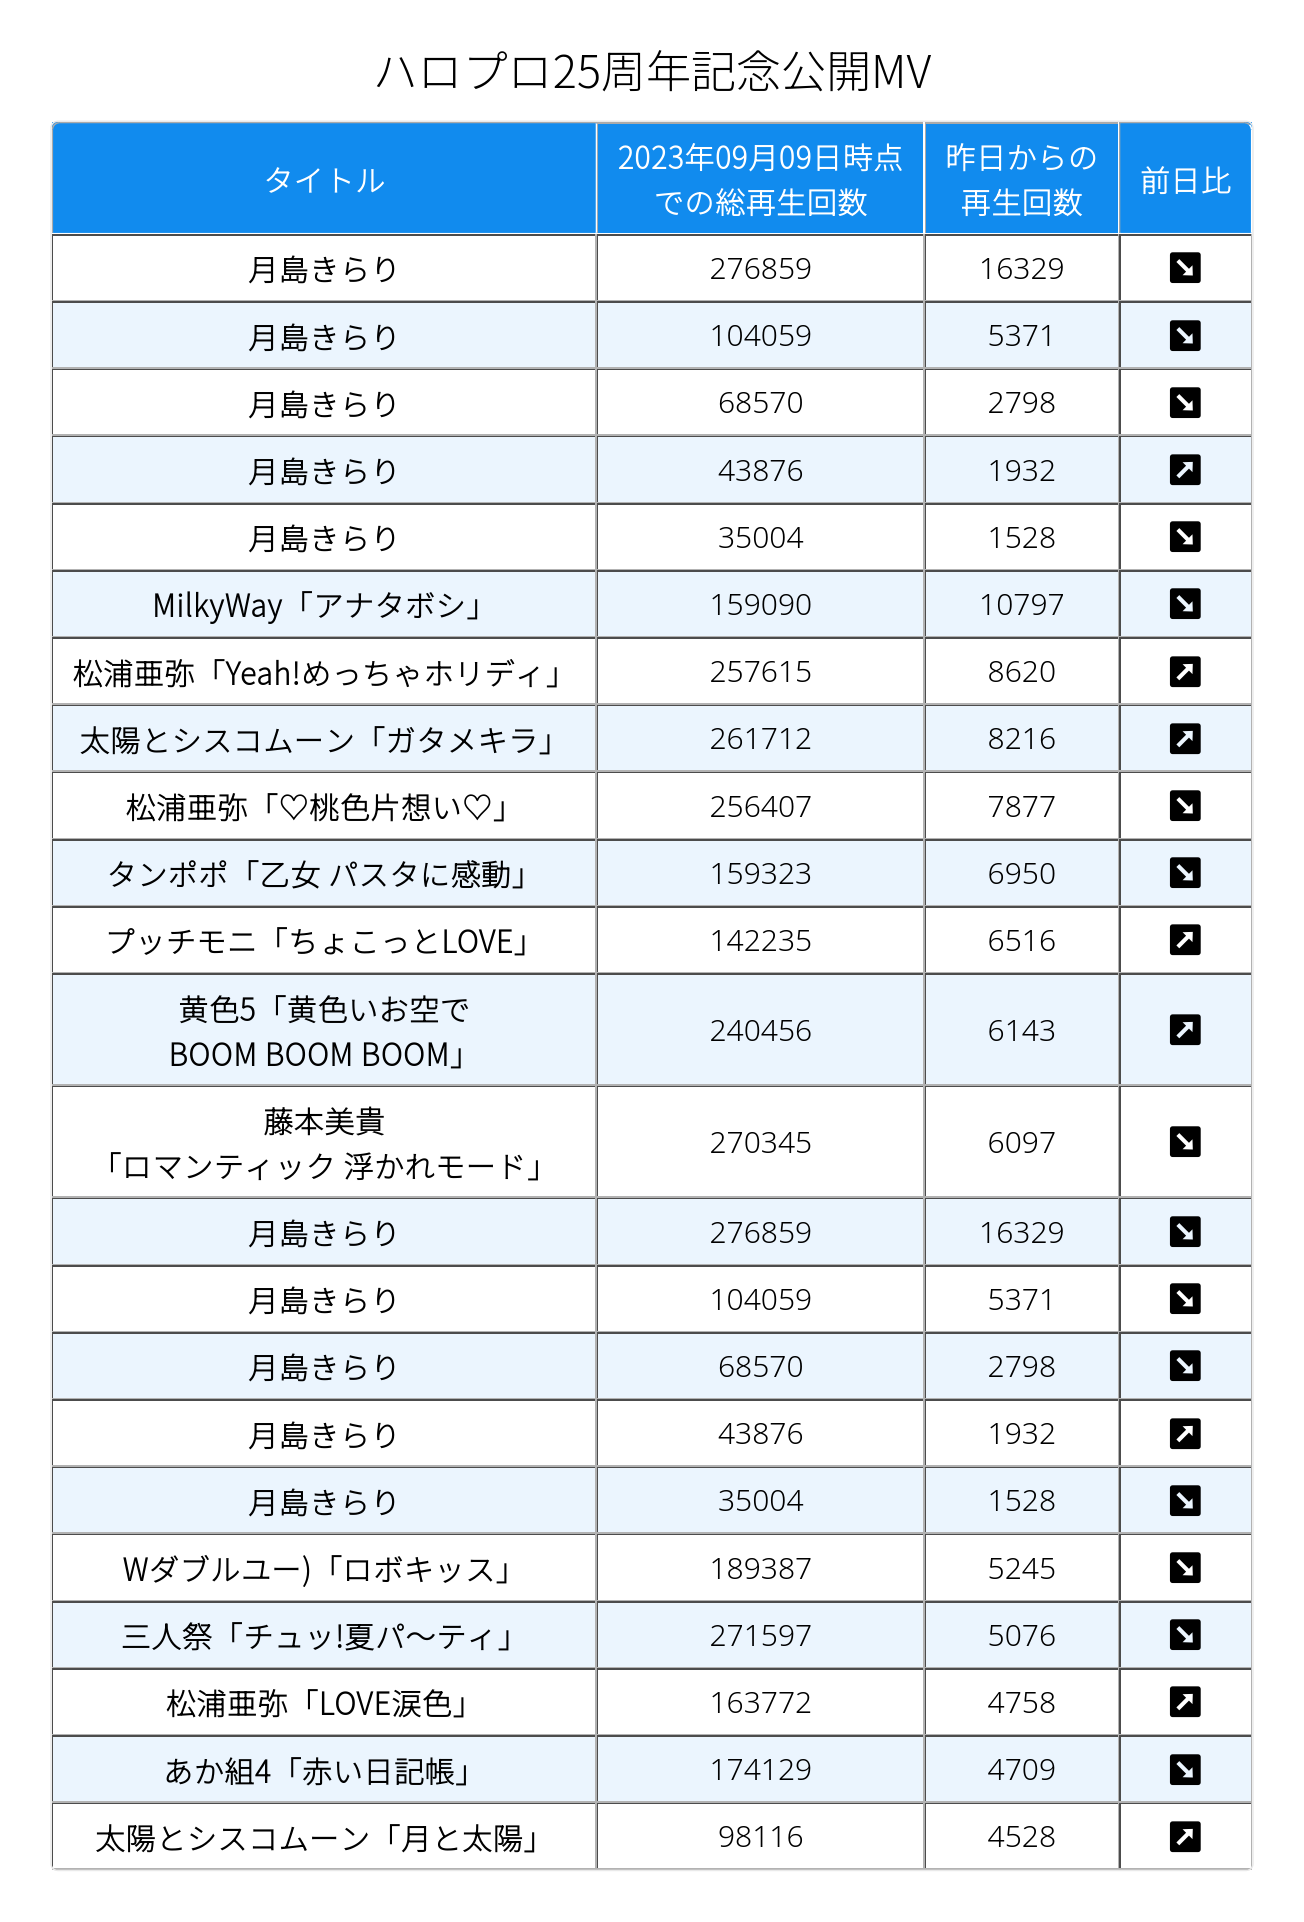 ハロプロ25周年記念公開MV
タイトル 2023年09月09日時点での総再生回数 昨日からの再生回数 前日比
月島きらり 276859 16329 ↘
月島きらり 104059 5371 ↘
月島きらり 68570 2798 ↘
月島きらり 43876 1932 ↗
月島きらり 35004 1528 ↘
MilkyWay「アナタボシ」 159090 10797 ↘
松浦亜弥「Yeah!めっちゃホリディ」 257615 8620 ↗
太陽とシスコムーン「ガタメキラ」 261712 8216 ↗
松浦亜弥「♡桃色片想い♡」 256407 7877 ↘
タンポポ「乙女 パスタに感動」 159323 6950 ↘
プッチモニ「ちょこっとLOVE」 142235 6516 ↗
黄色5「黄色いお空で
BOOM BOOM BOOM」 240456 6143 ↗
藤本美貴
「ロマンティック 浮かれモード」 270345 6097 ↘
月島きらり 276859 16329 ↘
月島きらり 104059 5371 ↘
月島きらり 68570 2798 ↘
月島きらり 43876 1932 ↗
月島きらり 35004 1528 ↘
Wダブルユー)「ロボキッス」 189387 5245 ↘
三人祭「チュッ!夏パ〜ティ」 271597 5076 ↘
松浦亜弥「LOVE涙色」 163772 4758 ↗
あか組4「赤い日記帳」 174129 4709 ↘
太陽とシスコムーン「月と太陽」 98116 4528 ↗